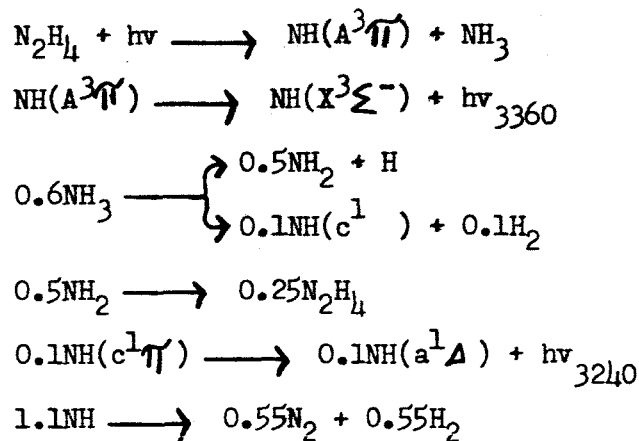 N₂H₄ + hv ⟶ NH(A³π) + NH₃
NH(A³π) ⟶ NH(X³Σ⁻) + hv₃₃₆₀
0.5NH₂ + H
0.6NH₃ ⟶
0.1NH(c¹ ) + 0.1H₂
0.5NH₂ ⟶ 0.25N₂H₄
0.1NH(c¹π) ⟶ 0.1NH(a¹Δ) + hv₃₂₄₀
1.1NH ⟶ 0.55N₂ + 0.55H₂